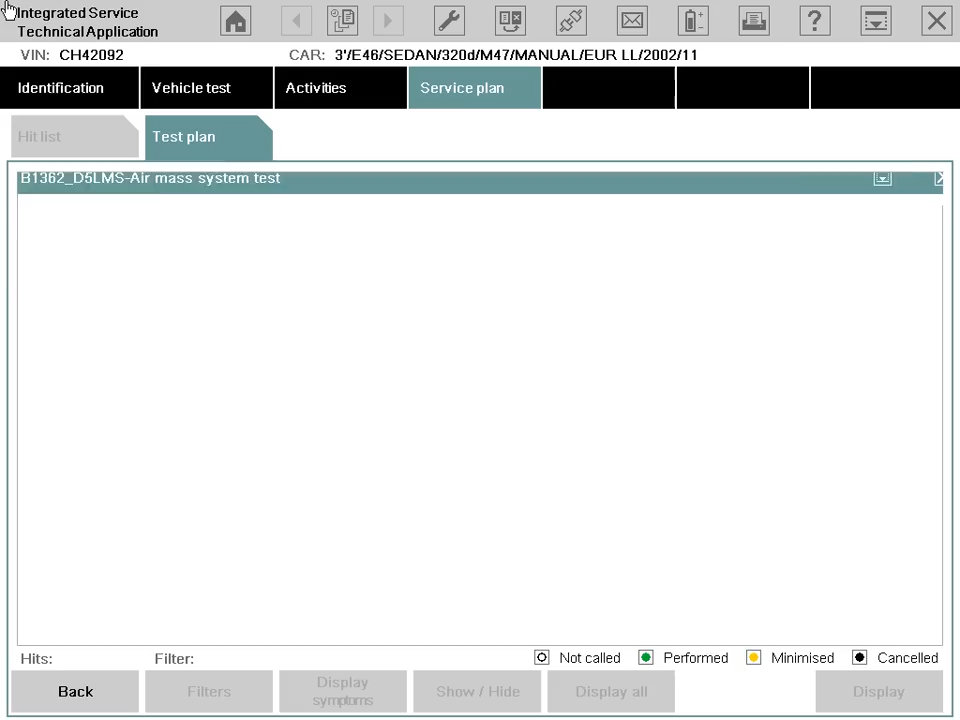 Integrated Service
Technical Application
VIN: CH42092 CAR: 3'/E46/SEDAN/320d/M47/MANUAL/EUR LL/2002/11
Identification Vehicle test Activities Service plan
Hit list Test plan
B1362_D5LMS-Air mass system test
Hits: Filter: Not called Performed Minimised Cancelled
Back Filters Display symptoms Show / Hide Display all Display